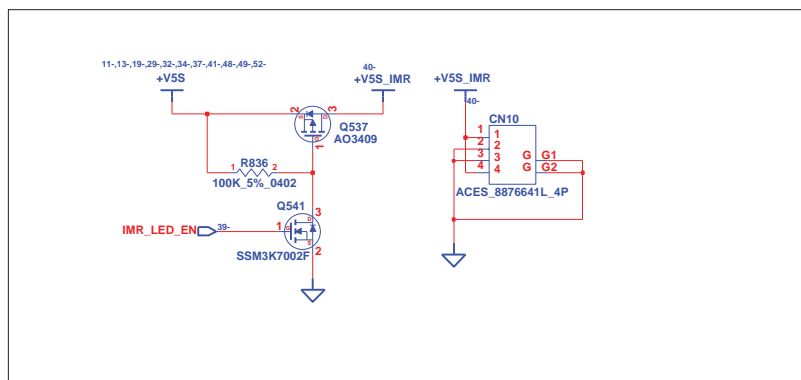 11-,13-,19-,29-,32-,34-,37-,41-,48-,49-,52-
+V5S
40-
+V5S_IMR
+V5S_IMR
40-
2
3
S
D
G
1
Q537
AO3409
1
R836
2
100K_5%_0402
Q541
3
D
IMR_LED_EN
39-
1
G
S
2
SSM3K7002F
CN10
1
1
2
2
3
3
4
4
G
G1
G
G2
ACES_8876641L_4P